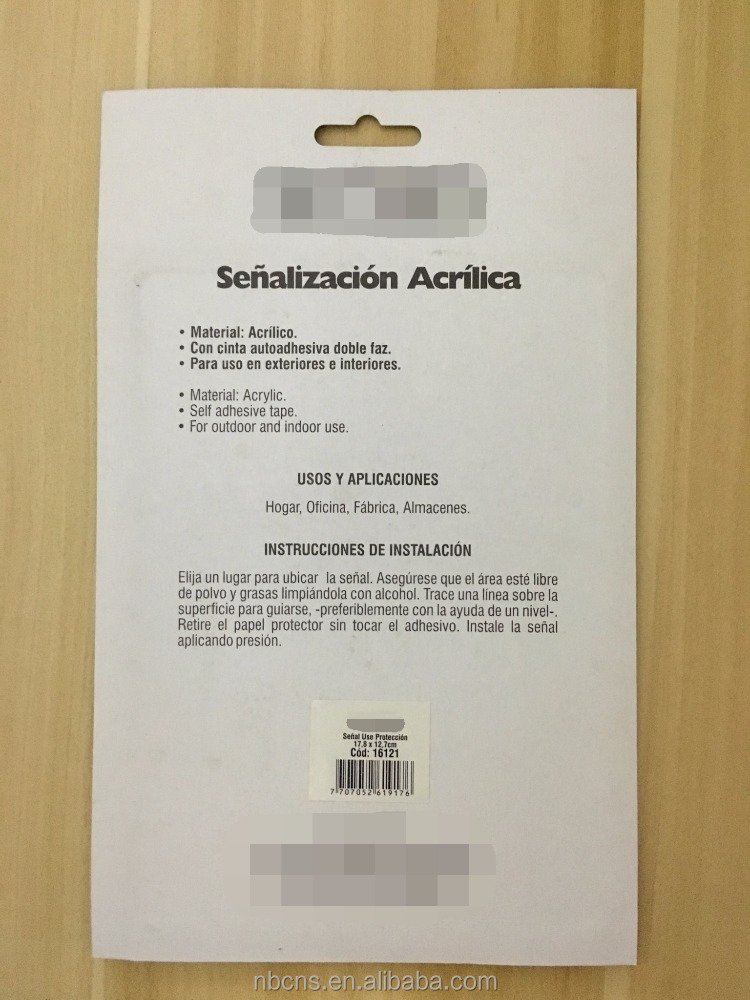 Señalización Acrílica
• Material: Acrílico.
• Con cinta autoadhesiva doble faz.
• Para uso en exteriores e interiores.
• Material: Acrylic.
• Self adhesive tape.
• For outdoor and indoor use.
USOS Y APLICACIONES
Hogar, Oficina, Fábrica, Almacenes.
INSTRUCCIONES DE INSTALACIÓN
Elija un lugar para ubicar la señal. Asegúrese que el área esté libre
de polvo y grasas limpiándola con alcohol. Trace una línea sobre la
superficie para guiarse, -preferiblemente con la ayuda de un nivel-.
Retire el papel protector sin tocar el adhesivo. Instale la señal
aplicando presión.
Señal Use Protección
17.8 x 12.7cm
Cód: 16121
7 707052 619176
nbcns.en.alibaba.com